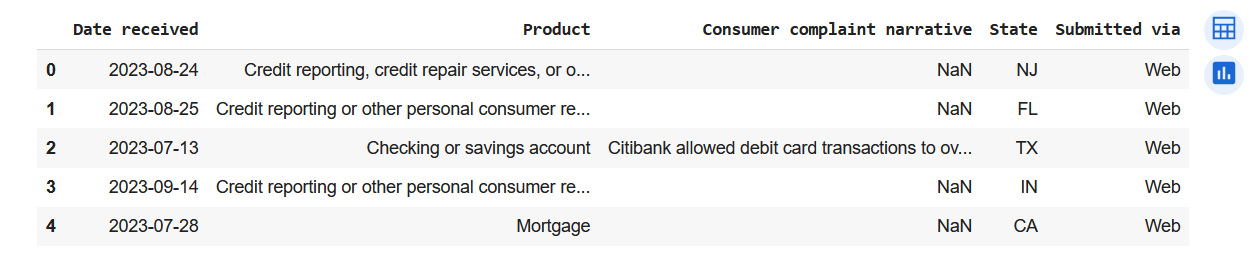 Date received Product Consumer complaint narrative State Submitted via
0 2023-08-24 Credit reporting, credit repair services, or o... NaN NJ Web
1 2023-08-25 Credit reporting or other personal consumer re... NaN FL Web
2 2023-07-13 Checking or savings account Citibank allowed debit card transactions to ov... TX Web
3 2023-09-14 Credit reporting or other personal consumer re... NaN IN Web
4 2023-07-28 Mortgage NaN CA Web